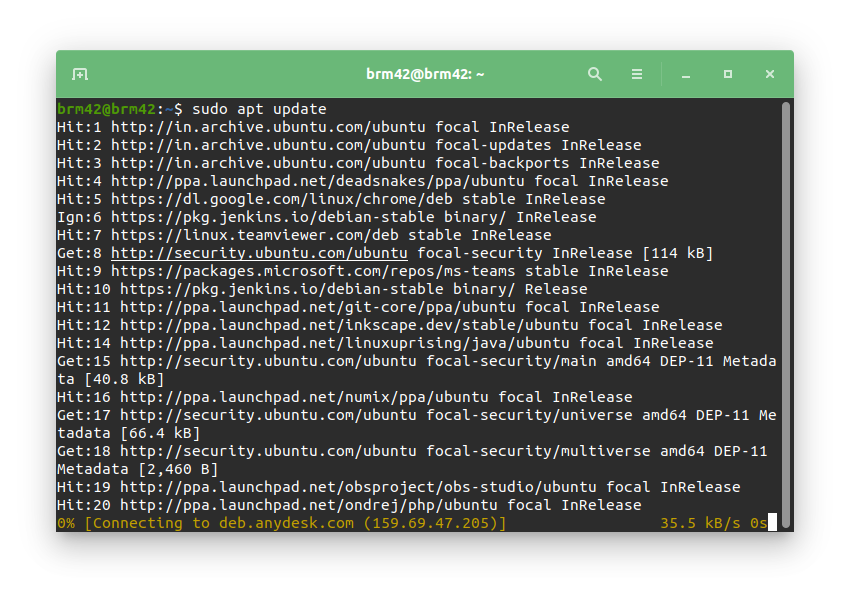 brm42@brm42: ~
brm42@brm42:~$ sudo apt update
Hit:1 http://in.archive.ubuntu.com/ubuntu focal InRelease
Hit:2 http://in.archive.ubuntu.com/ubuntu focal-updates InRelease
Hit:3 http://in.archive.ubuntu.com/ubuntu focal-backports InRelease
Hit:4 http://ppa.launchpad.net/deadsnakes/ppa/ubuntu focal InRelease
Hit:5 https://dl.google.com/linux/chrome/deb stable InRelease
Ign:6 https://pkg.jenkins.io/debian-stable binary/ InRelease
Hit:7 https://linux.teamviewer.com/deb stable InRelease
Get:8 http://security.ubuntu.com/ubuntu focal-security InRelease [114 kB]
Hit:9 https://packages.microsoft.com/repos/ms-teams stable InRelease
Hit:10 https://pkg.jenkins.io/debian-stable binary/ Release
Hit:11 http://ppa.launchpad.net/git-core/ppa/ubuntu focal InRelease
Hit:12 http://ppa.launchpad.net/inkscape.dev/stable/ubuntu focal InRelease
Hit:14 http://ppa.launchpad.net/linuxuprising/java/ubuntu focal InRelease
Get:15 http://security.ubuntu.com/ubuntu focal-security/main amd64 DEP-11 Metada
ta [40.8 kB]
Hit:16 http://ppa.launchpad.net/numix/ppa/ubuntu focal InRelease
Get:17 http://security.ubuntu.com/ubuntu focal-security/universe amd64 DEP-11 Me
tadata [66.4 kB]
Get:18 http://security.ubuntu.com/ubuntu focal-security/multiverse amd64 DEP-11
Metadata [2,460 B]
Hit:19 http://ppa.launchpad.net/obsproject/obs-studio/ubuntu focal InRelease
Hit:20 http://ppa.launchpad.net/ondrej/php/ubuntu focal InRelease
0% [Connecting to deb.anydesk.com (159.69.47.205)] 35.5 kB/s 0s